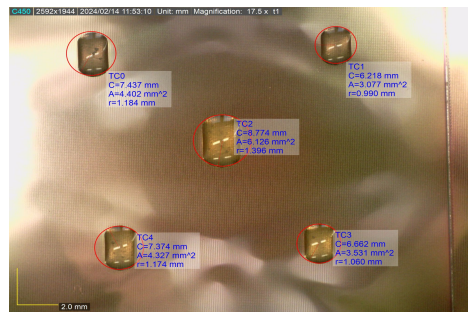 C450 | 2592x1944 | 2024/02/14 11:53:10 Unit: mm Magnification: 17.5 x t1
TC0
C=7.437 mm
A=4.402 mm^2
r=1.184 mm
TC1
C=6.218 mm
A=3.077 mm^2
r=0.990 mm
TC2
C=8.774 mm
A=6.126 mm^2
r=1.396 mm
TC4
C=7.374 mm
A=4.327 mm^2
r=1.174 mm
TC3
C=6.662 mm
A=3.531 mm^2
r=1.060 mm
2.0 mm